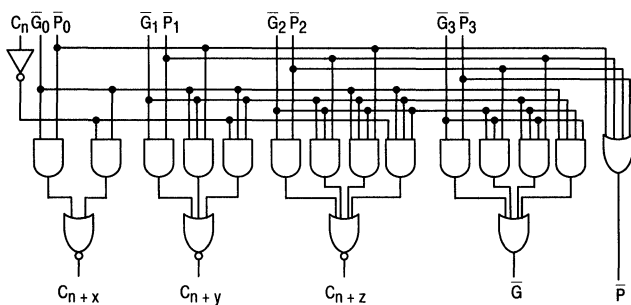 Cn G̅0 P̅0 G̅1 P̅1 G̅2 P̅2 G̅3 P̅3
Cn + x Cn + y Cn + z G̅ P̅